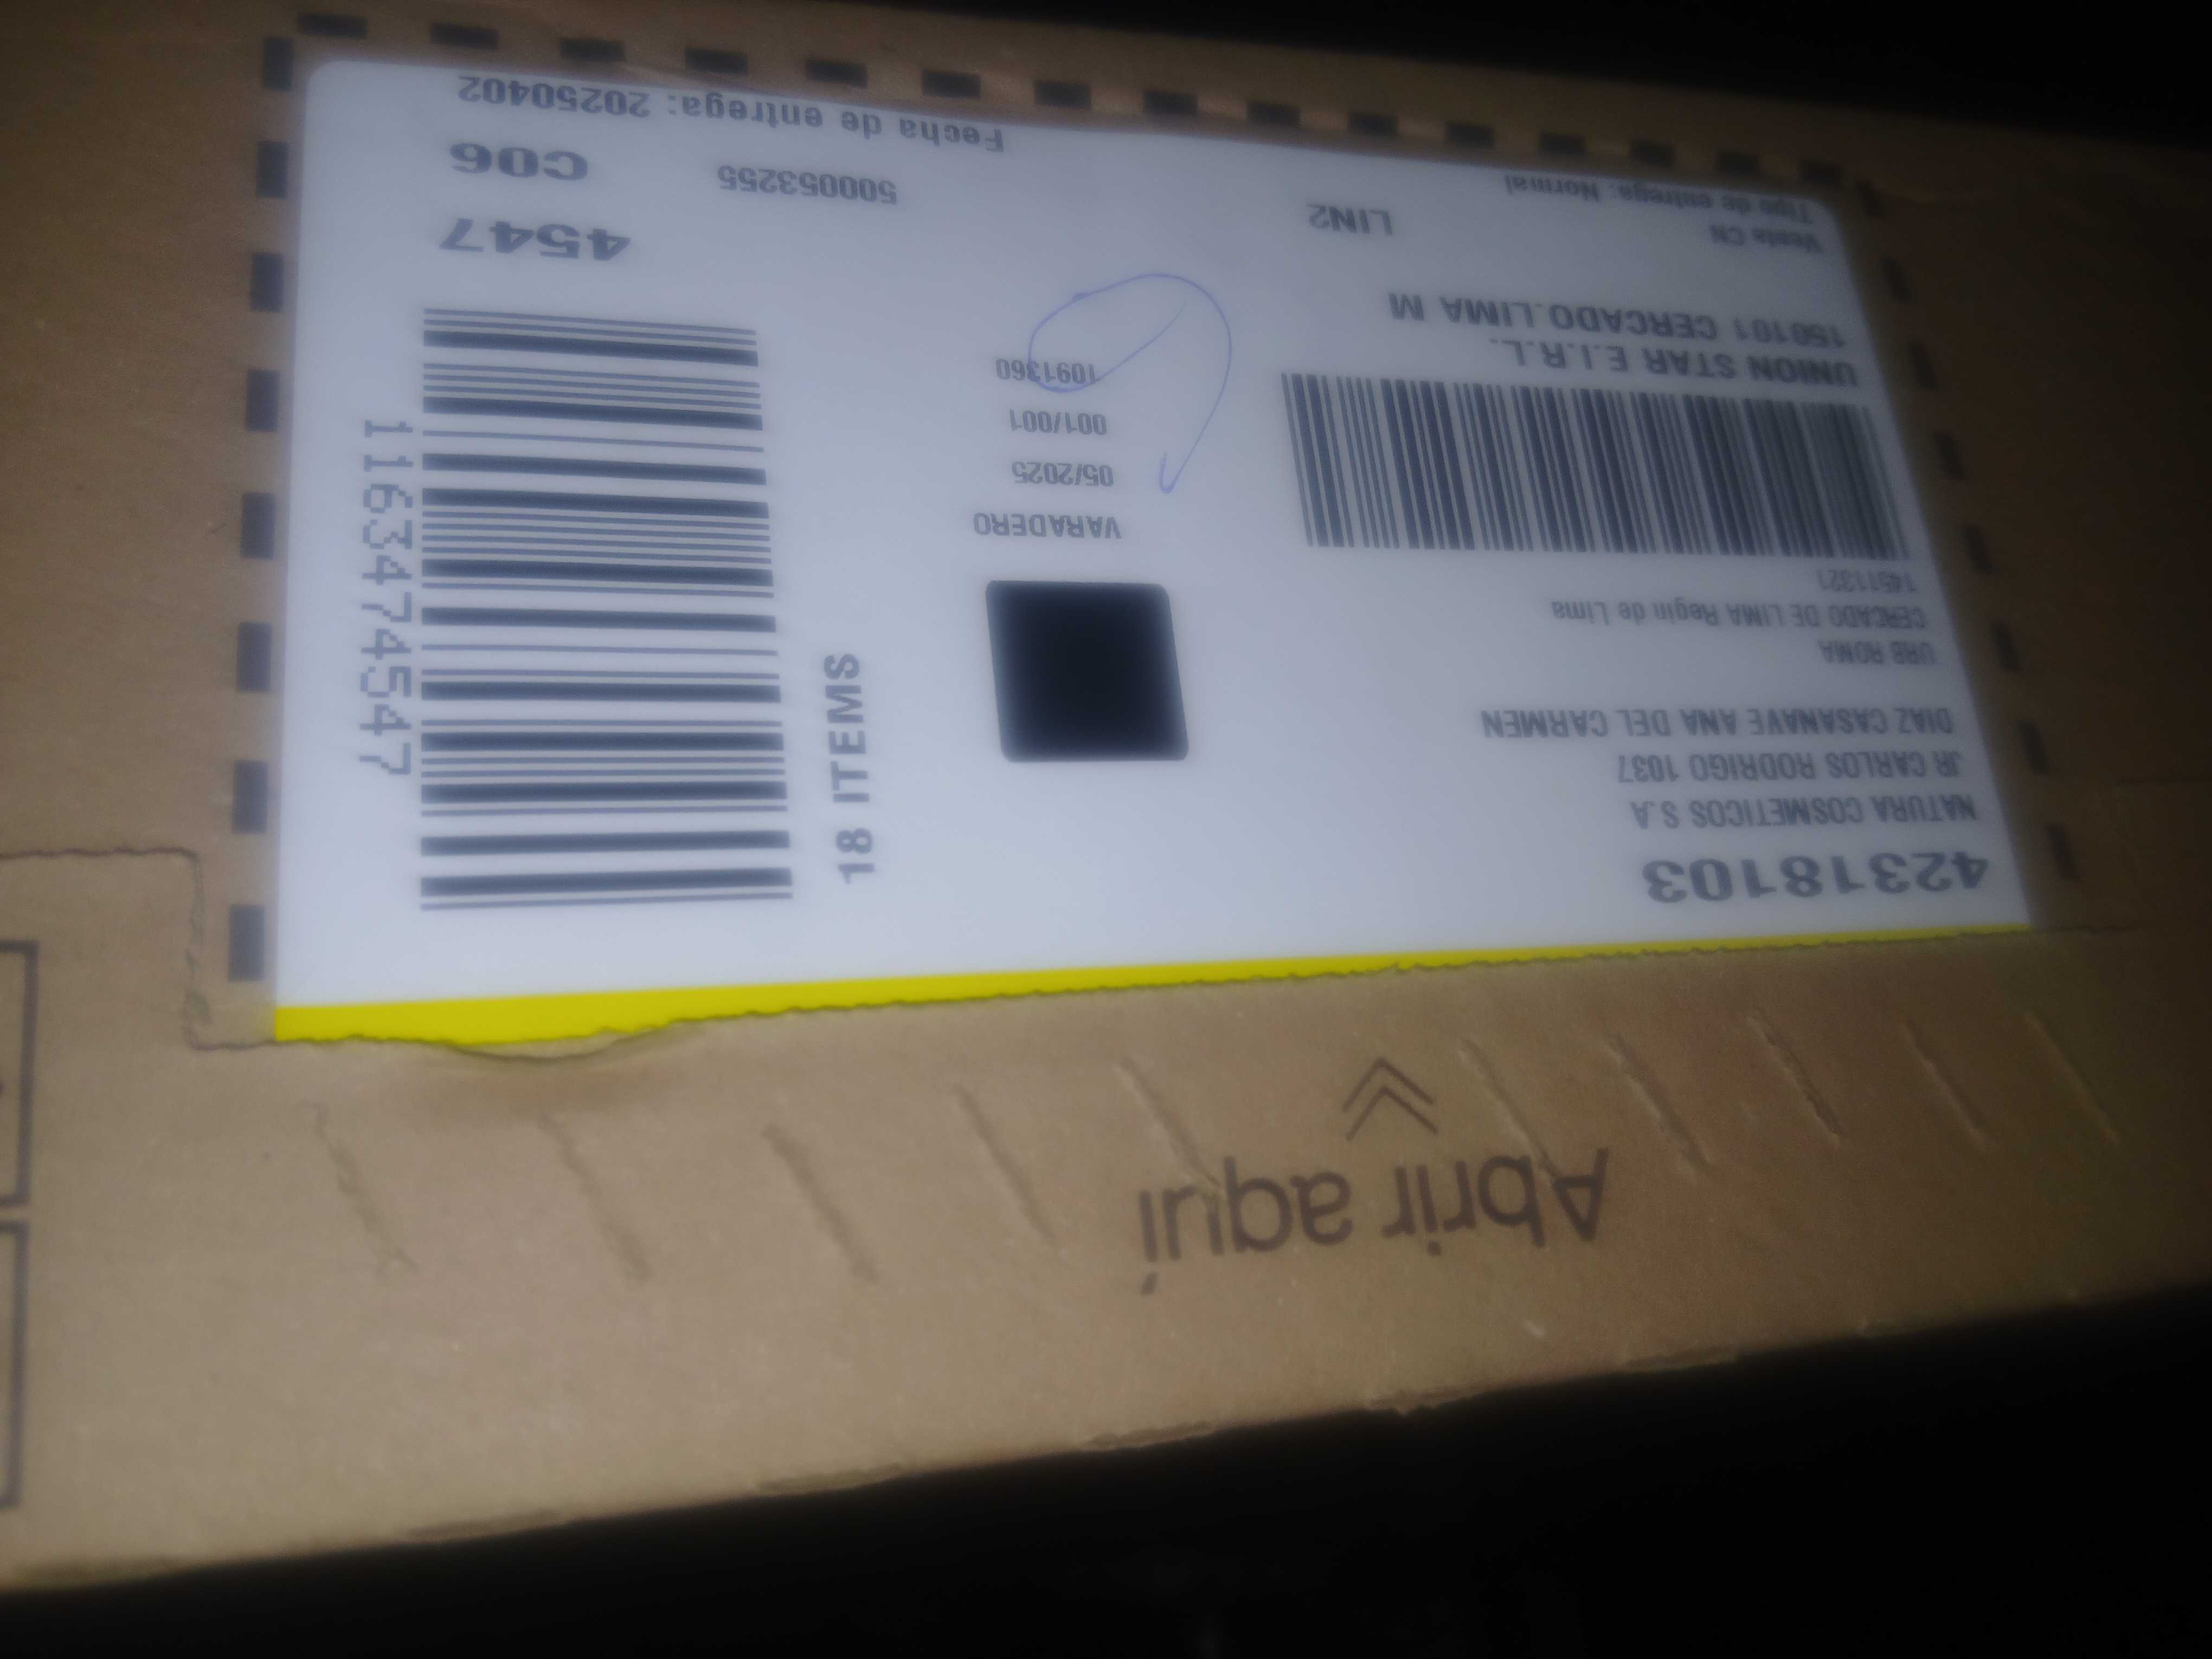 42318103
NATURA COSMETICOS S.A
JR CARLOS RODRIGO 1037
DIAZ CASANAVE ANA DEL CARMEN
URB ROMA
CERCADO DE LIMA Regin de Lima
14511321
UNION STAR E.I.R.L.
150101 CERCADO.LIMA M
Venta CN
Tipo de entrega: Normal
LIN2
VARADERO
05/2025
001/001
1091360
18 ITEMS
1163474547
4547
500053255
C06
Fecha de entrega: 20250402
Abrir aquí